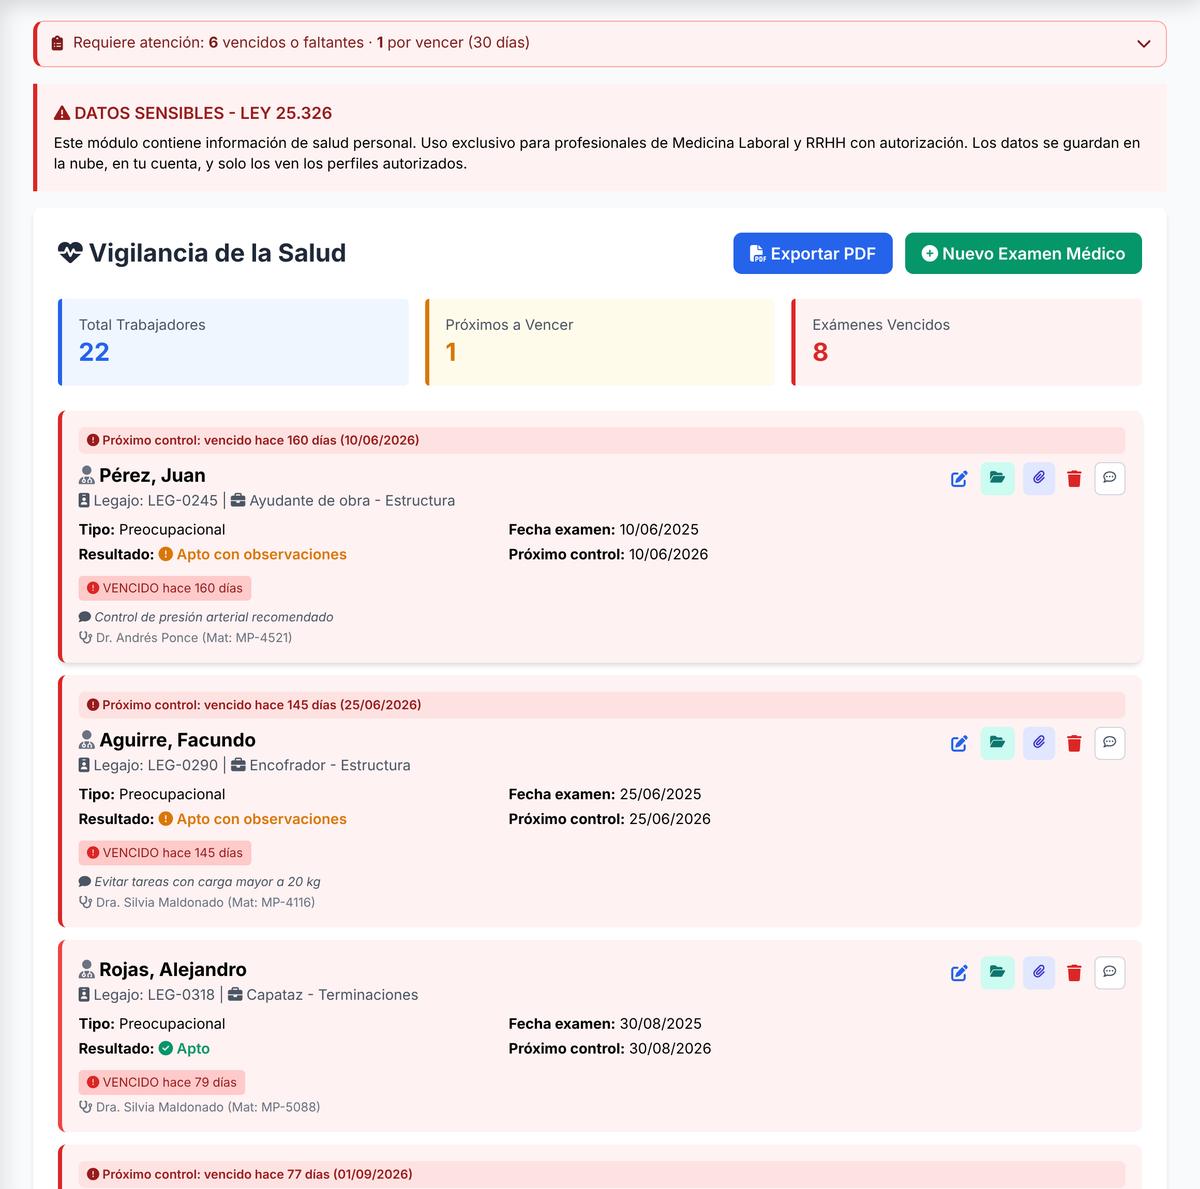 Requiere atención: 6 vencidos o faltantes · 1 por vencer (30 días)
DATOS SENSIBLES - LEY 25.326
Este módulo contiene información de salud personal. Uso exclusivo para profesionales de Medicina Laboral y RRHH con autorización. Los datos se guardan en
la nube, en tu cuenta, y solo los ven los perfiles autorizados.
Vigilancia de la Salud
PDF Exportar PDF
Nuevo Examen Médico
Total Trabajadores
22
Próximos a Vencer
1
Exámenes Vencidos
8
Próximo control: vencido hace 160 días (10/06/2026)
Pérez, Juan
Legajo: LEG-0245 | Ayudante de obra - Estructura
Tipo: Preocupacional
Fecha examen: 10/06/2025
Resultado: Apto con observaciones
Próximo control: 10/06/2026
VENCIDO hace 160 días
Control de presión arterial recomendado
Dr. Andrés Ponce (Mat: MP-4521)
Próximo control: vencido hace 145 días (25/06/2026)
Aguirre, Facundo
Legajo: LEG-0290 | Encofrador - Estructura
Tipo: Preocupacional
Fecha examen: 25/06/2025
Resultado: Apto con observaciones
Próximo control: 25/06/2026
VENCIDO hace 145 días
Evitar tareas con carga mayor a 20 kg
Dra. Silvia Maldonado (Mat: MP-4116)
Rojas, Alejandro
Legajo: LEG-0318 | Capataz - Terminaciones
Tipo: Preocupacional
Fecha examen: 30/08/2025
Resultado: Apto
Próximo control: 30/08/2026
VENCIDO hace 79 días
Dra. Silvia Maldonado (Mat: MP-5088)
Próximo control: vencido hace 77 días (01/09/2026)